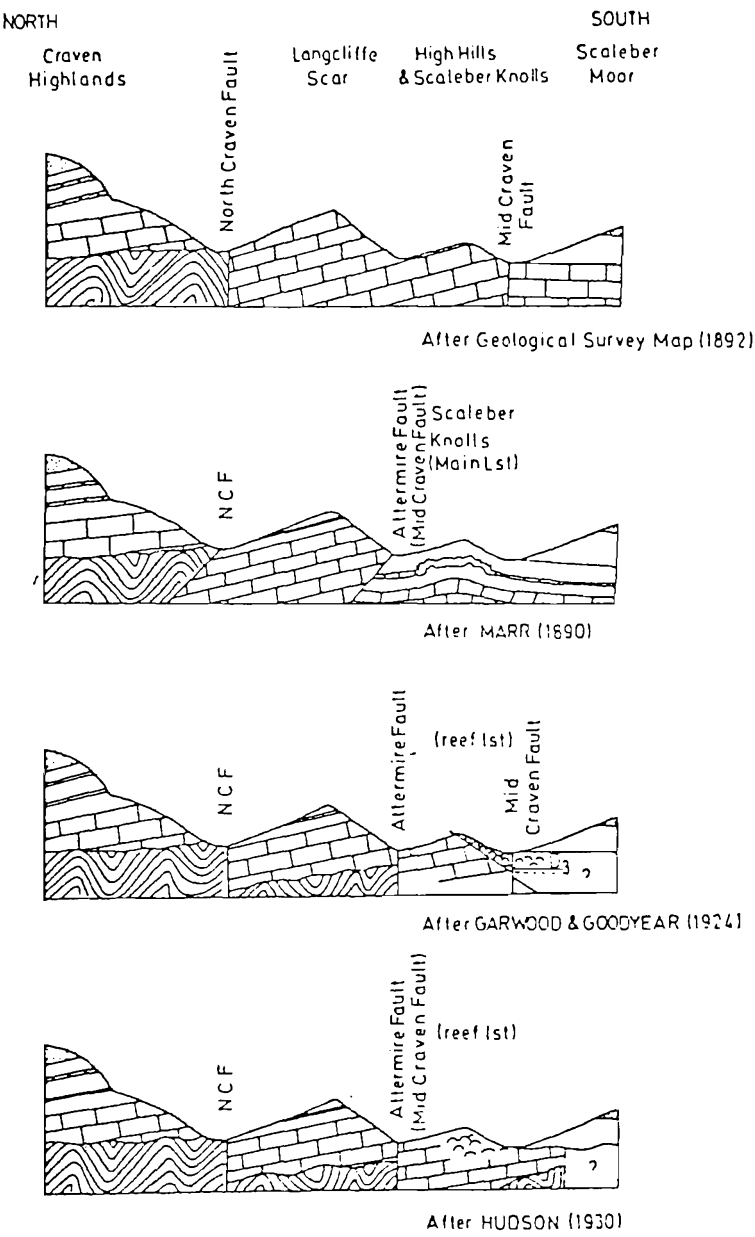 NORTH
SOUTH
Craven
Highlands
North Craven Fault
Langcliffe
Scar
High Hills
& Scaleber Knolls
Scaleber
Moor
Mid Craven
Fault
After Geological Survey Map (1892)
NCF
Attermire Fault
(Mid Craven Fault)
Scaleber
Knolls
(Main Lst)
After MARR (1890)
NCF
Attermire Fault
(reef lst)
Mid
Craven Fault
?
After GARWOOD & GOODYEAR (1924)
NCF
Attermire Fault
(Mid Craven Fault)
(reef lst)
?
After HUDSON (1930)